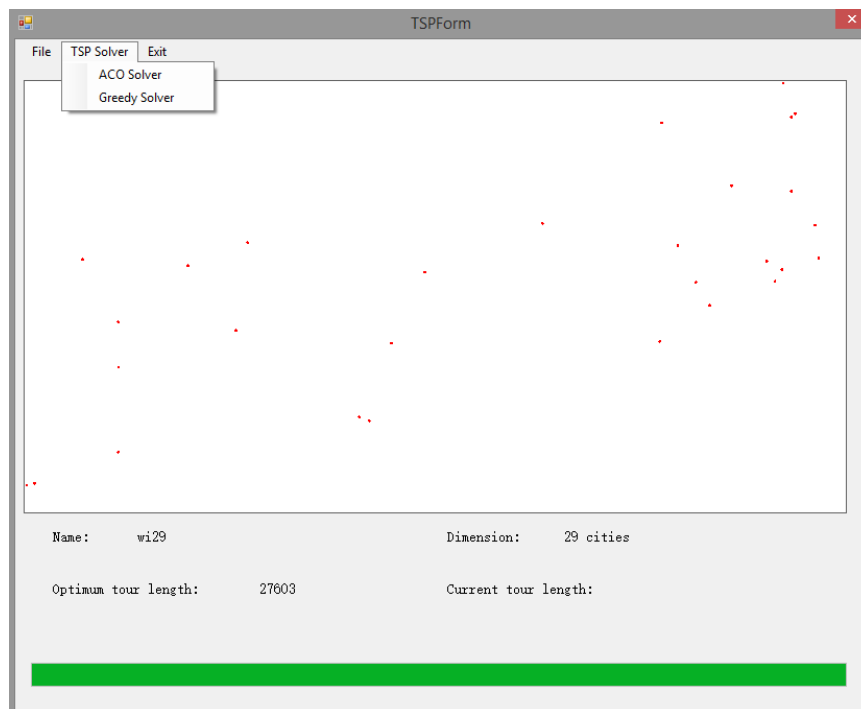 TSPForm
File TSP Solver Exit
ACO Solver
Greedy Solver
Name: wi29 Dimension: 29 cities
Optimum tour length: 27603 Current tour length: